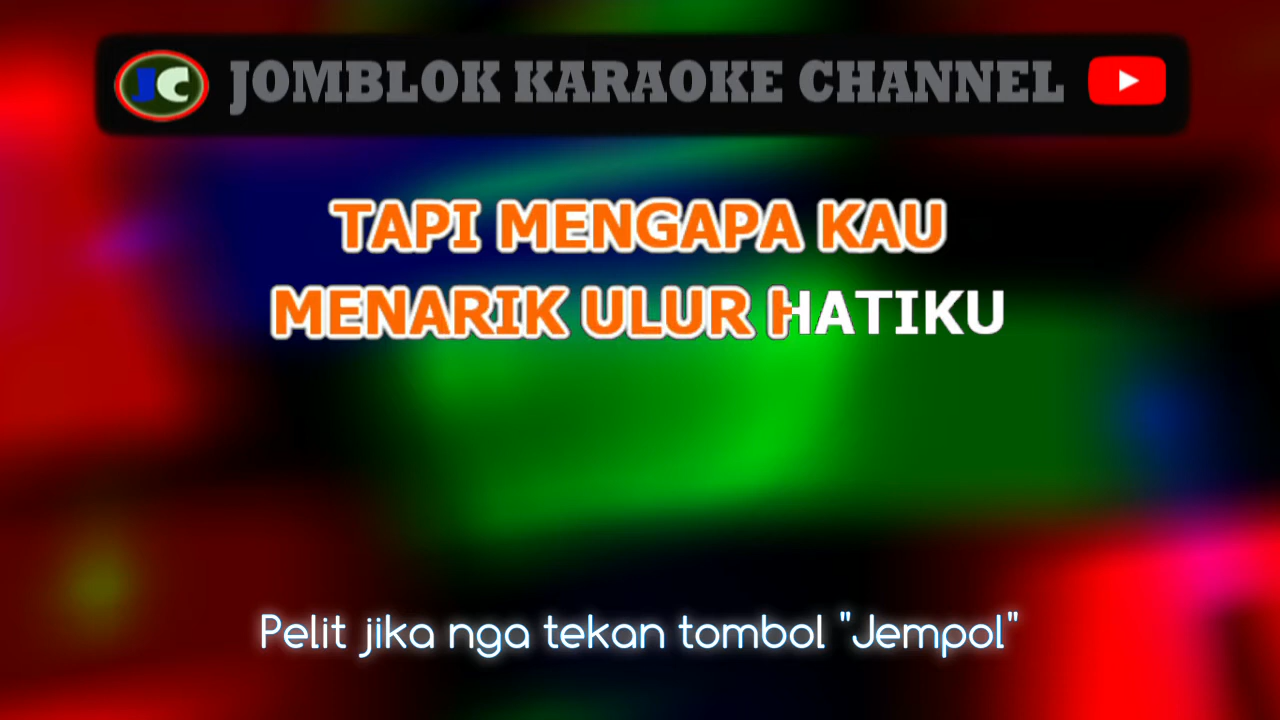 JC JOMBLOK KARAOKE CHANNEL
TAPI MENGAPA KAU
MENARIK ULUR HATIKU
Pelit jika nga tekan tombol "Jempol"